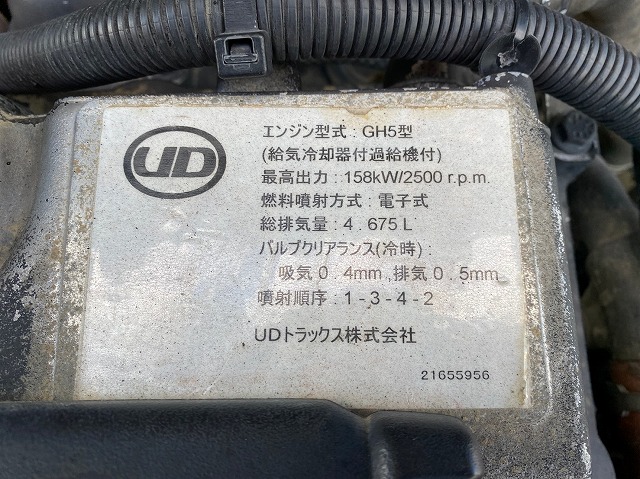 UD
エンジン型式 : GH5型
(給気冷却器付過給機付)
最高出力 : 158kW/2500 r.p.m.
燃料噴射方式 : 電子式
総排気量 : 4.675L
バルブクリアランス(冷時) :
吸気0.4mm,排気0.5mm
噴射順序 : 1-3-4-2
UDトラックス株式会社
21655956